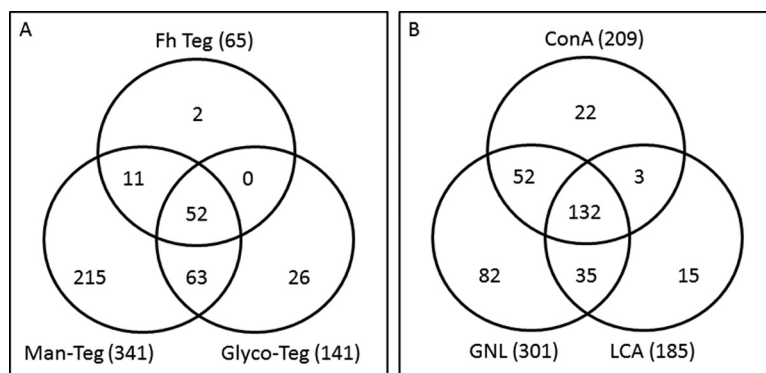 A
Fh Teg (65)
2
11
0
52
215
63
26
Man-Teg (341)
Glyco-Teg (141)
B
ConA (209)
22
52
3
132
82
35
15
GNL (301)
LCA (185)